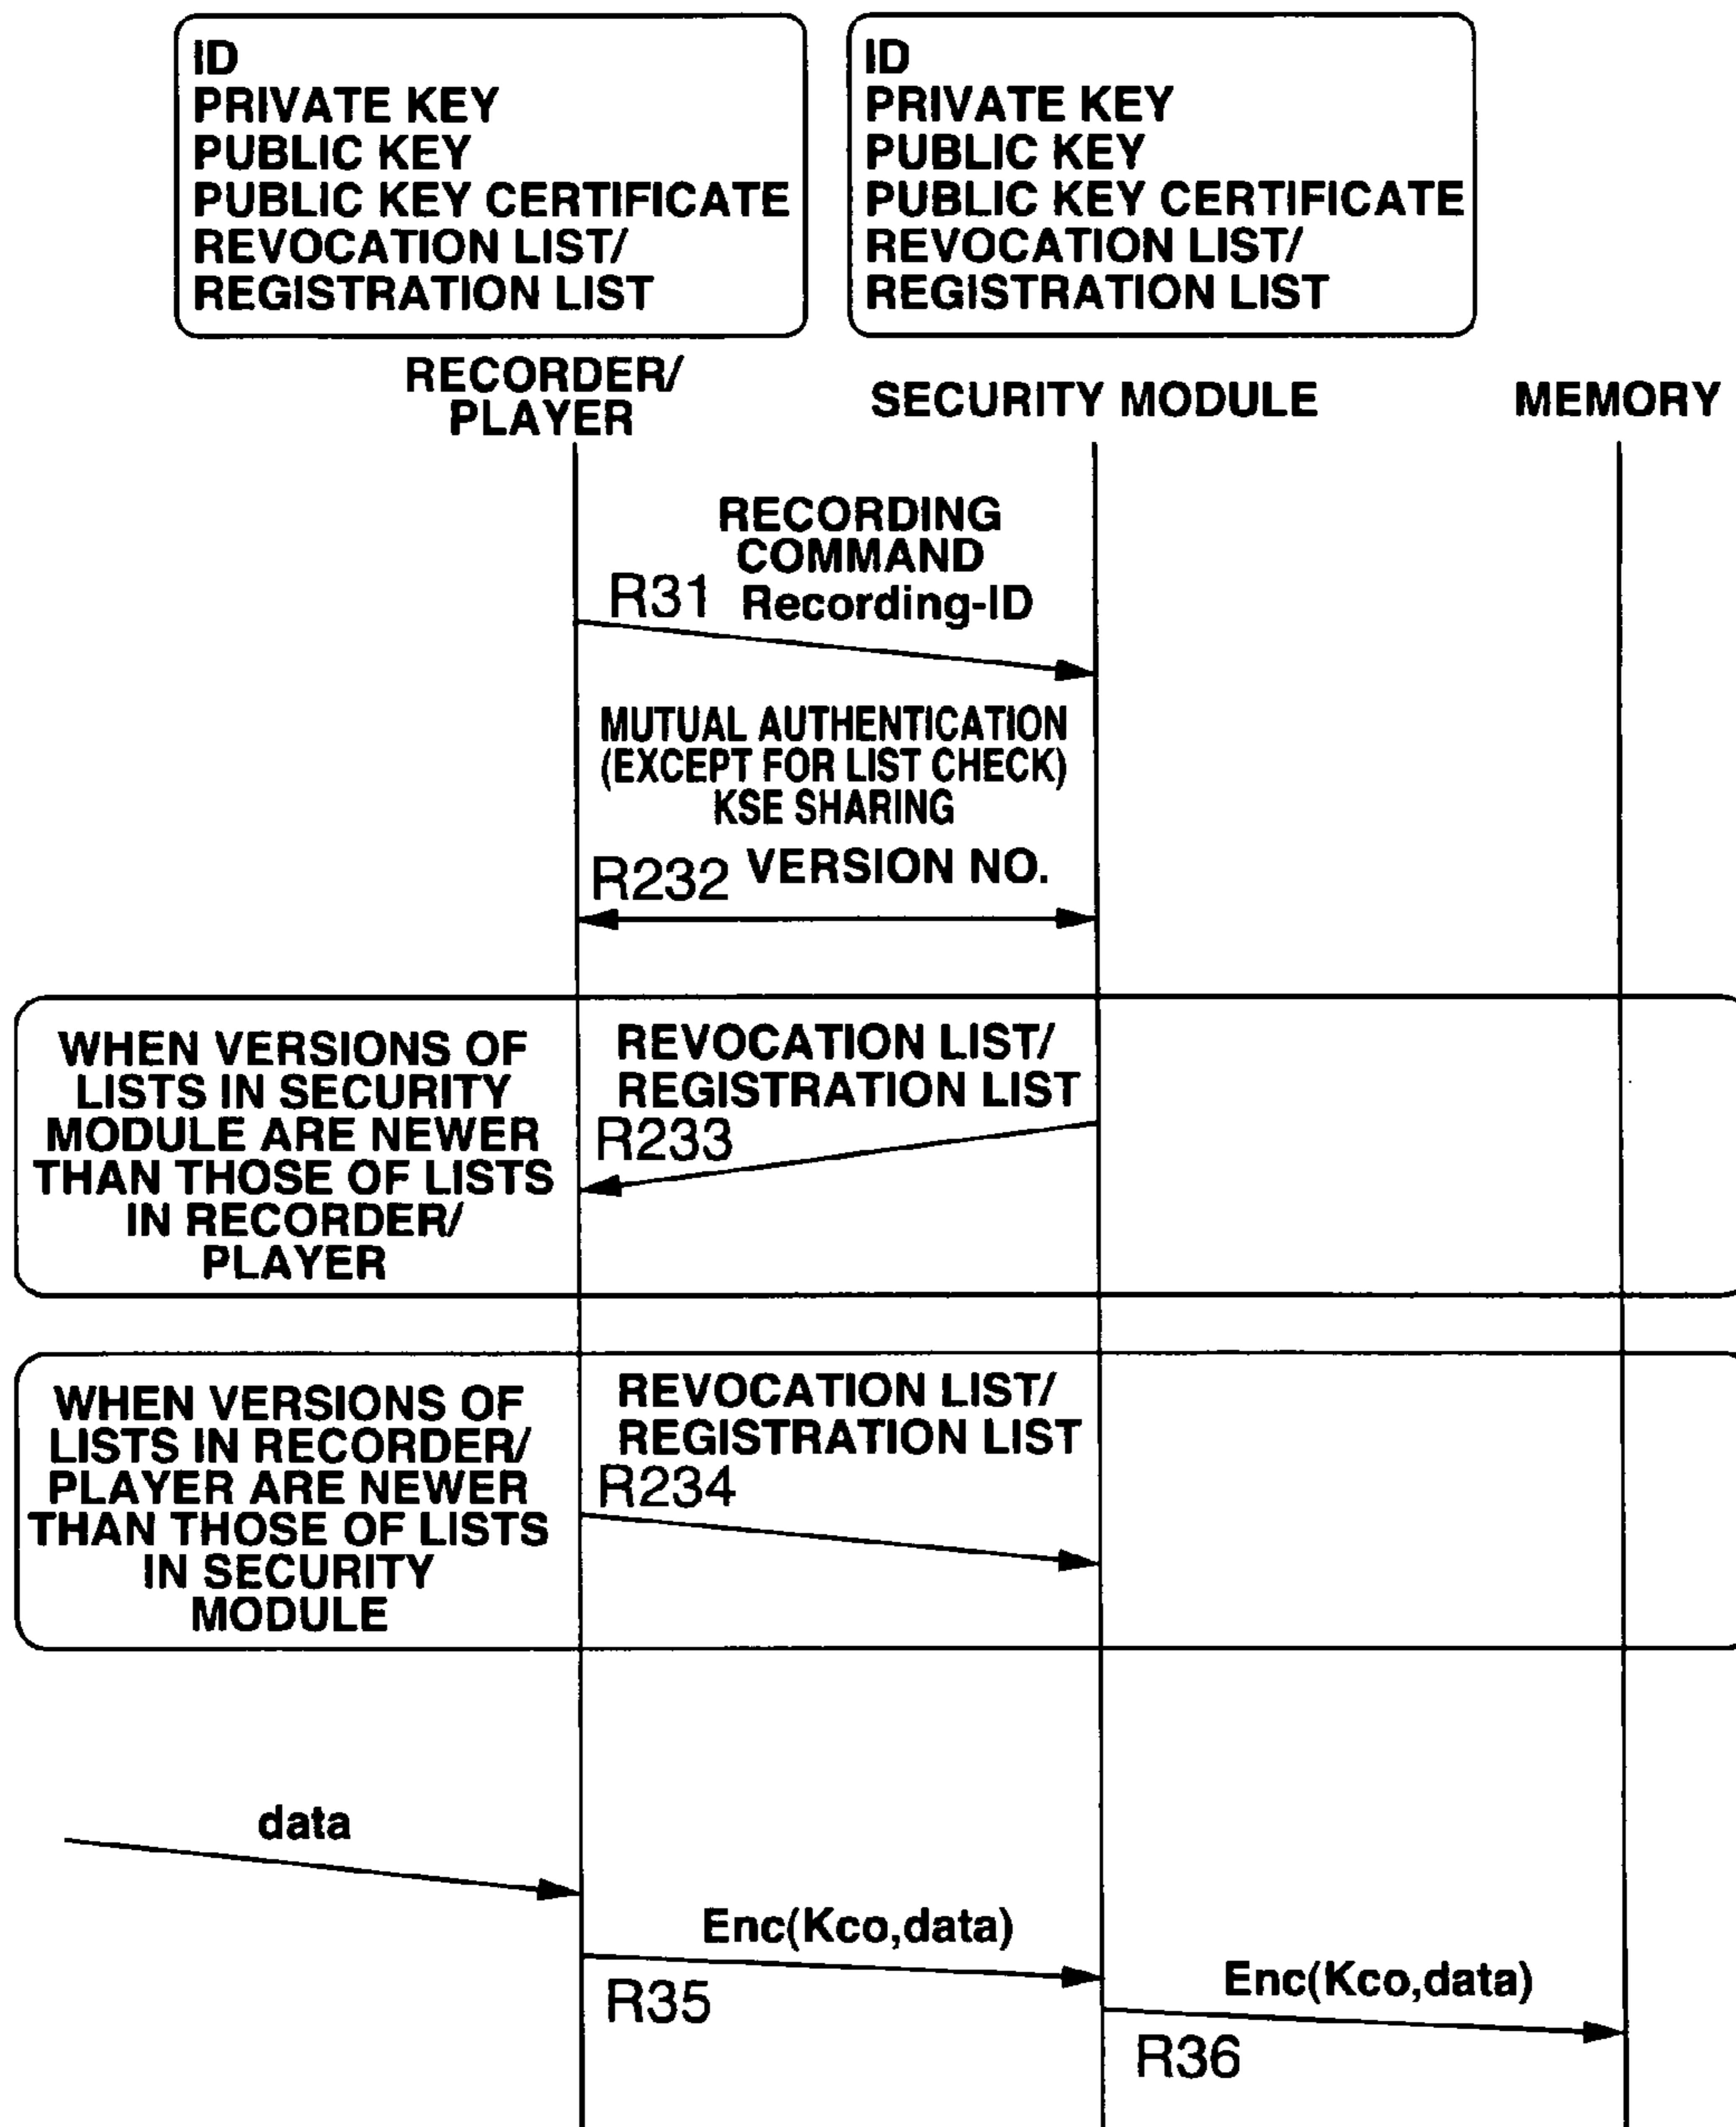 ID
PRIVATE KEY
PUBLIC KEY
PUBLIC KEY CERTIFICATE
REVOCATION LIST/
REGISTRATION LIST
ID
PRIVATE KEY
PUBLIC KEY
PUBLIC KEY CERTIFICATE
REVOCATION LIST/
REGISTRATION LIST
RECORDER/
PLAYER
SECURITY MODULE
MEMORY
RECORDING
COMMAND
R31 Recording-ID
MUTUAL AUTHENTICATION
(EXCEPT FOR LIST CHECK)
KSE SHARING
R232 VERSION NO.
WHEN VERSIONS OF
LISTS IN SECURITY
MODULE ARE NEWER
THAN THOSE OF LISTS
IN RECORDER/
PLAYER
REVOCATION LIST/
REGISTRATION LIST
R233
WHEN VERSIONS OF
LISTS IN RECORDER/
PLAYER ARE NEWER
THAN THOSE OF LISTS
IN SECURITY
MODULE
REVOCATION LIST/
REGISTRATION LIST
R234
data
Enc(Kco,data)
R35
Enc(Kco,data)
R36